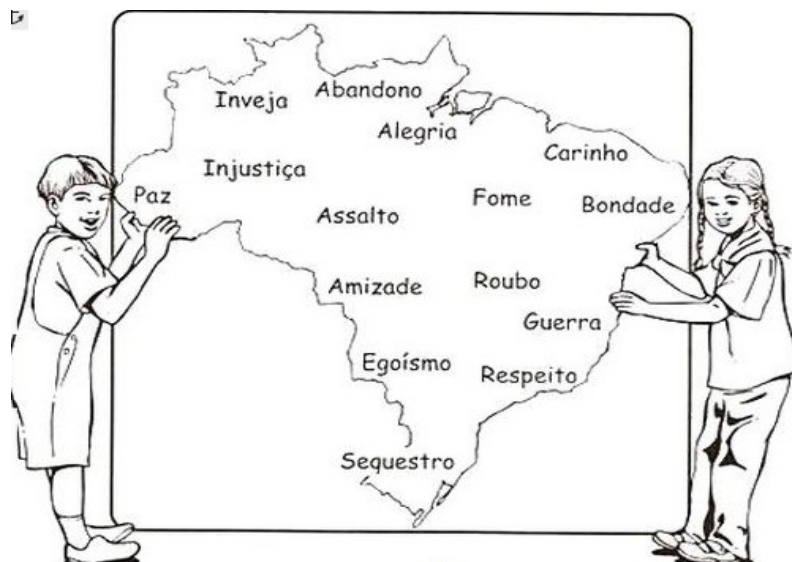 Inveja
Abandono
Alegria
Carinho
Injustiça
Paz
Fome
Bondade
Assalto
Amizade
Roubo
Guerra
Egoísmo
Respeito
Sequestro